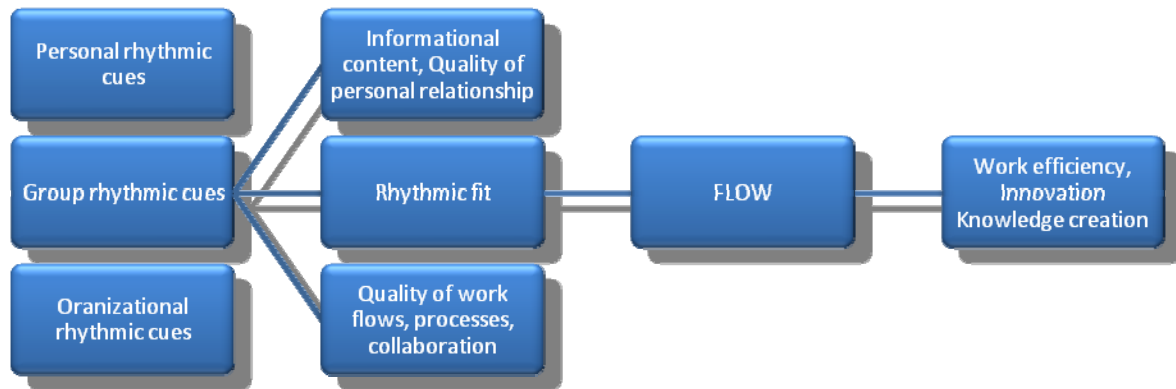 Personal rhythmic
cues
Informational
content, Quality of
personal relationship
Group rhythmic cues
Rhythmic fit
FLOW
Work efficiency,
Innovation
Knowledge creation
Oranizational
rhythmic cues
Quality of work
flows, processes,
collaboration